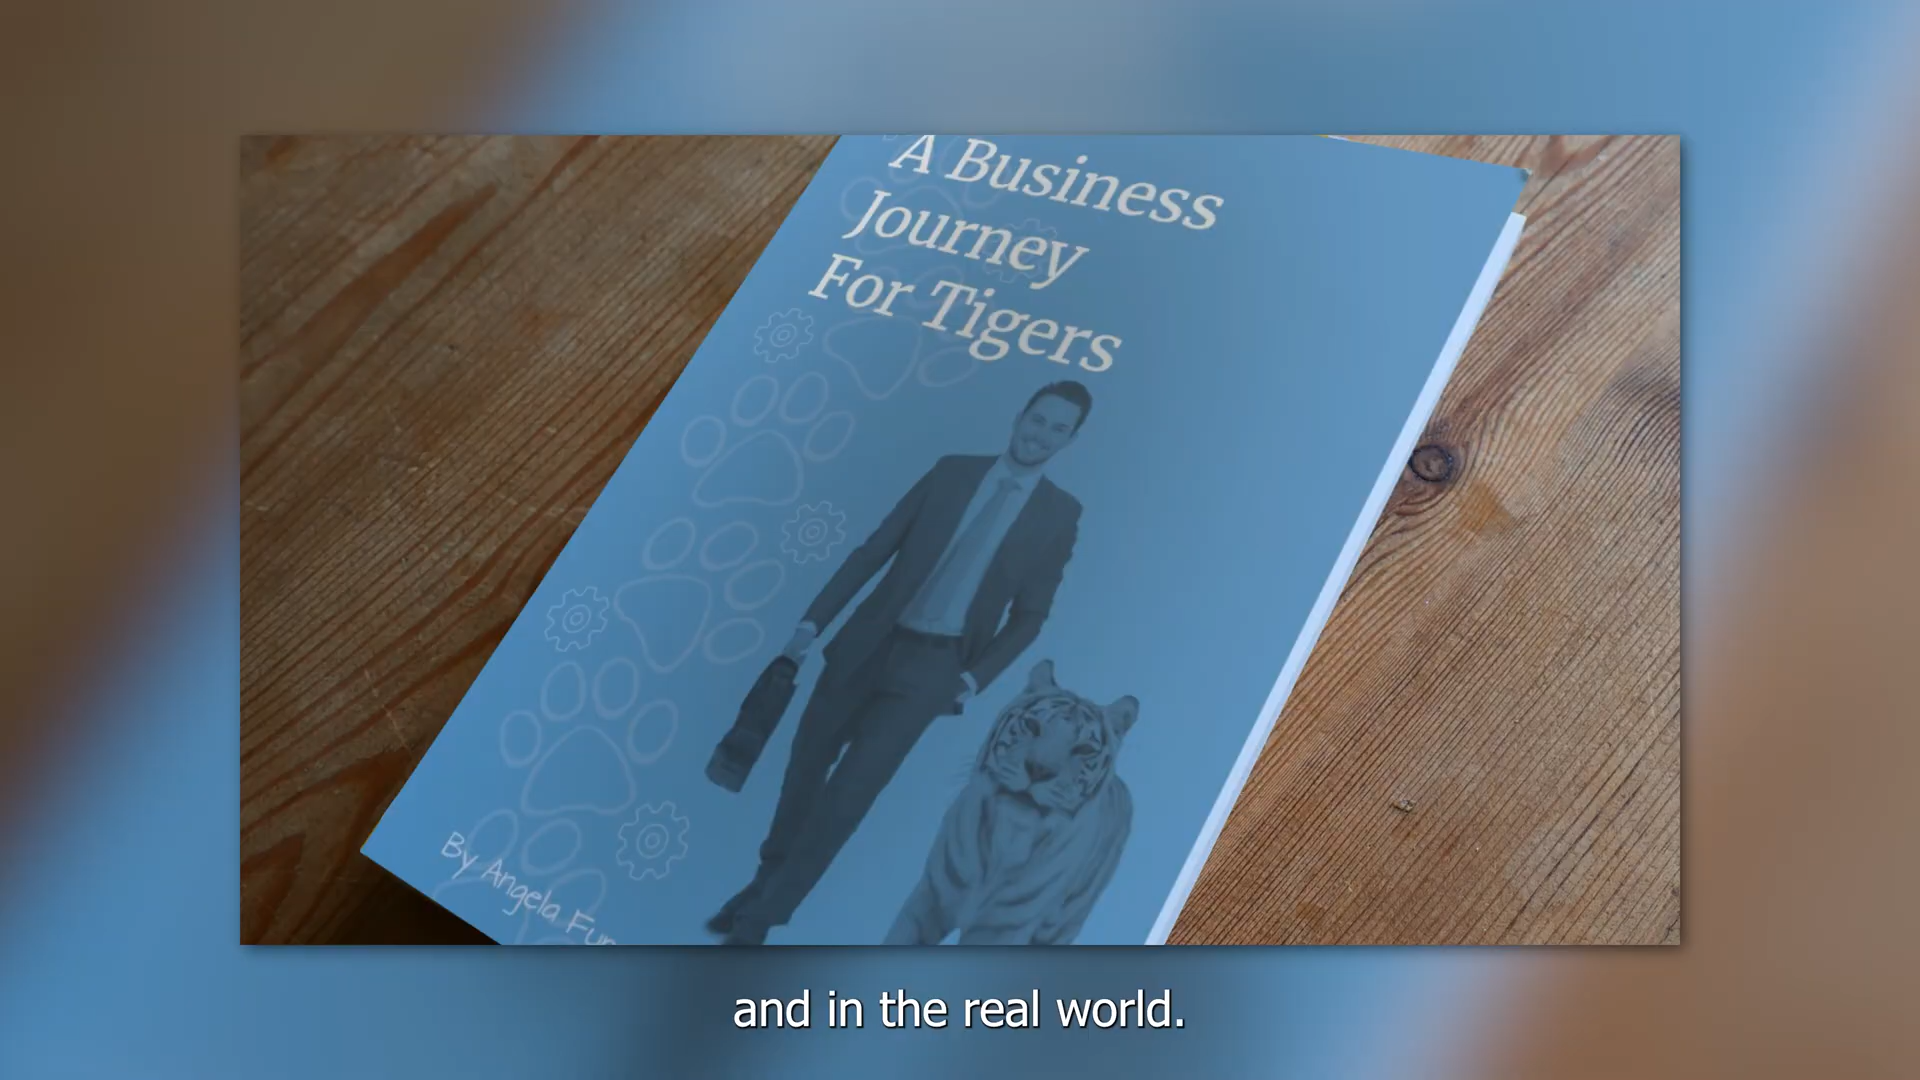 A Business
Journey
For Tigers
By Angela
and in the real world.